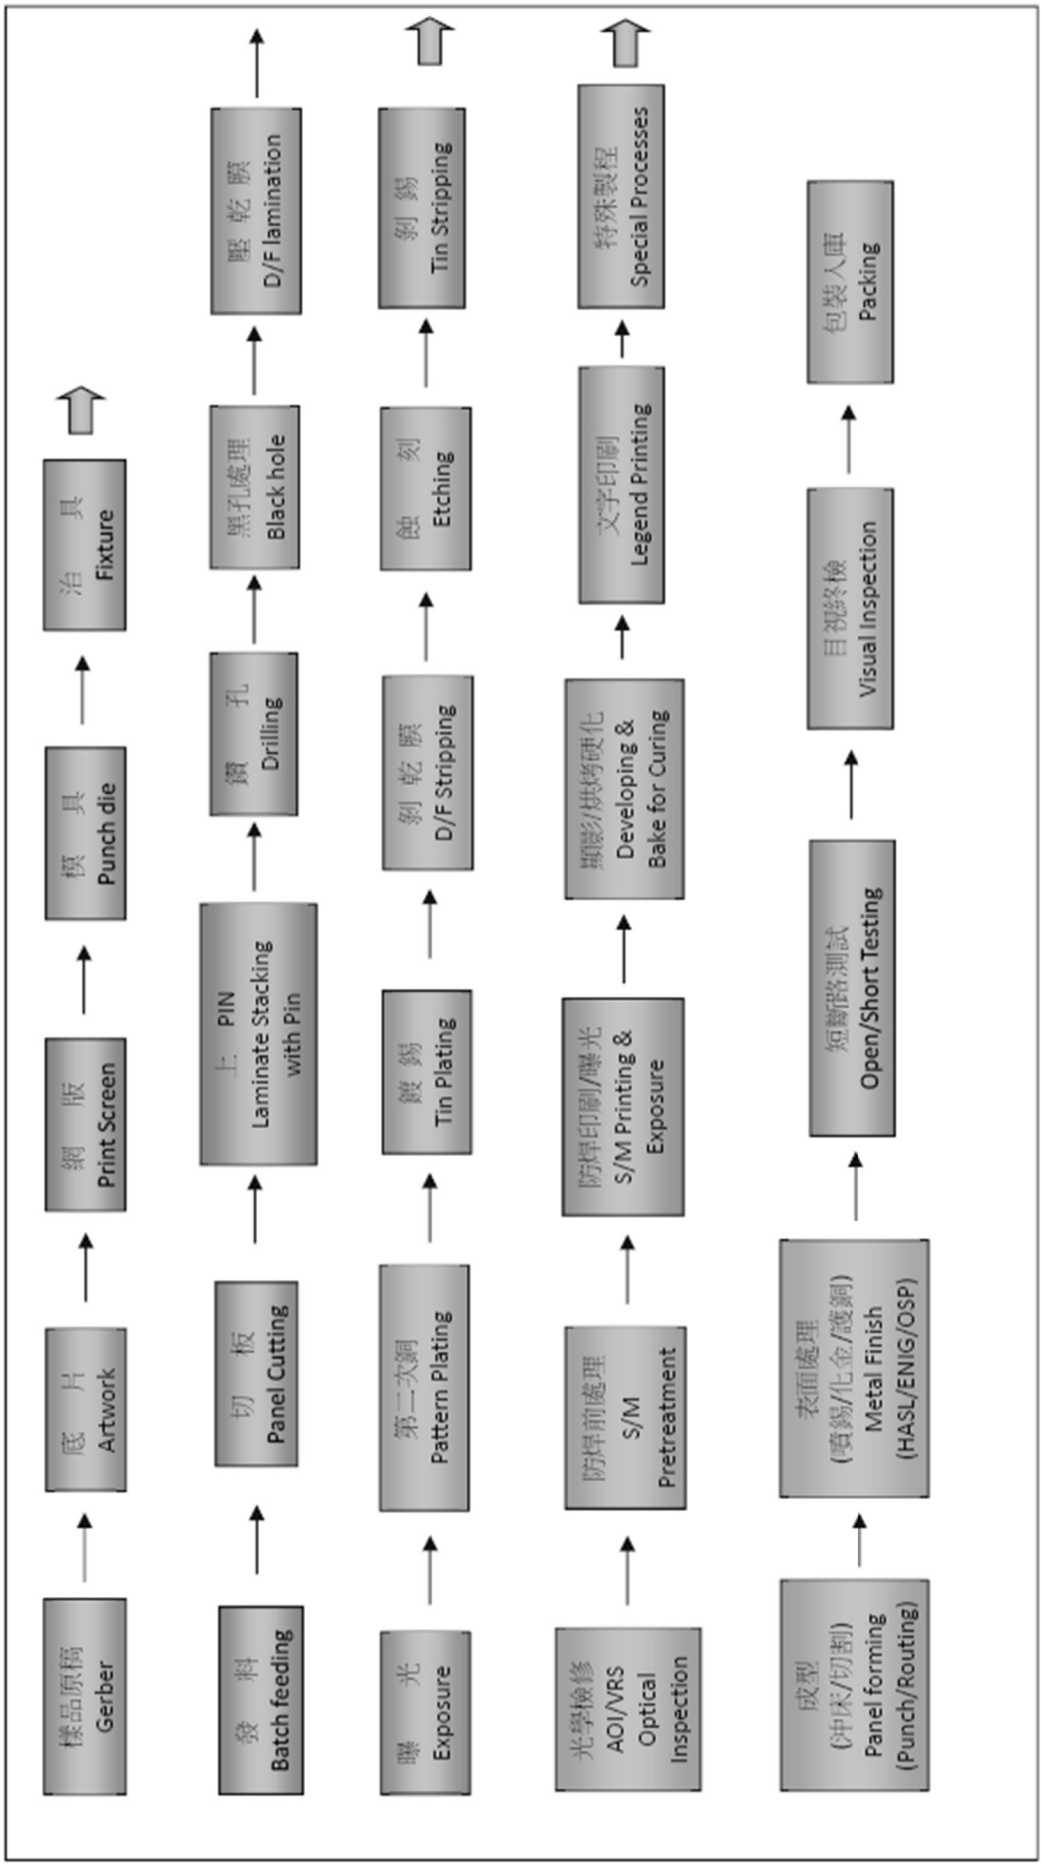 樣品原稿
Gerber
底 片
Artwork
網 版
Print Screen
模 具
Punch die
治 具
Fixture
發 料
Batch feeding
切 板
Panel Cutting
上 PIN
Laminate Stacking
with Pin
鑽 孔
Drilling
黑孔處理
Black hole
壓 乾 膜
D/F lamination
曝 光
Exposure
第二次銅
Pattern Plating
鍍 錫
Tin Plating
剝 乾 膜
D/F Stripping
蝕 刻
Etching
剝 錫
Tin Stripping
光學檢修
AOI/VRS
Optical
Inspection
防焊前處理
S/M
Pretreatment
防焊印刷/曝光
S/M Printing &
Exposure
顯影/烘烤硬化
Developing &
Bake for Curing
文字印刷
Legend Printing
特殊製程
Special Processes
成型
(沖床/切割)
Panel forming
(Punch/Routing)
表面處理
(噴錫/化金/護銅)
Metal Finish
(HASL/ENIG/OSP)
短斷路測試
Open/Short Testing
目視終檢
Visual Inspection
包裝入庫
Packing